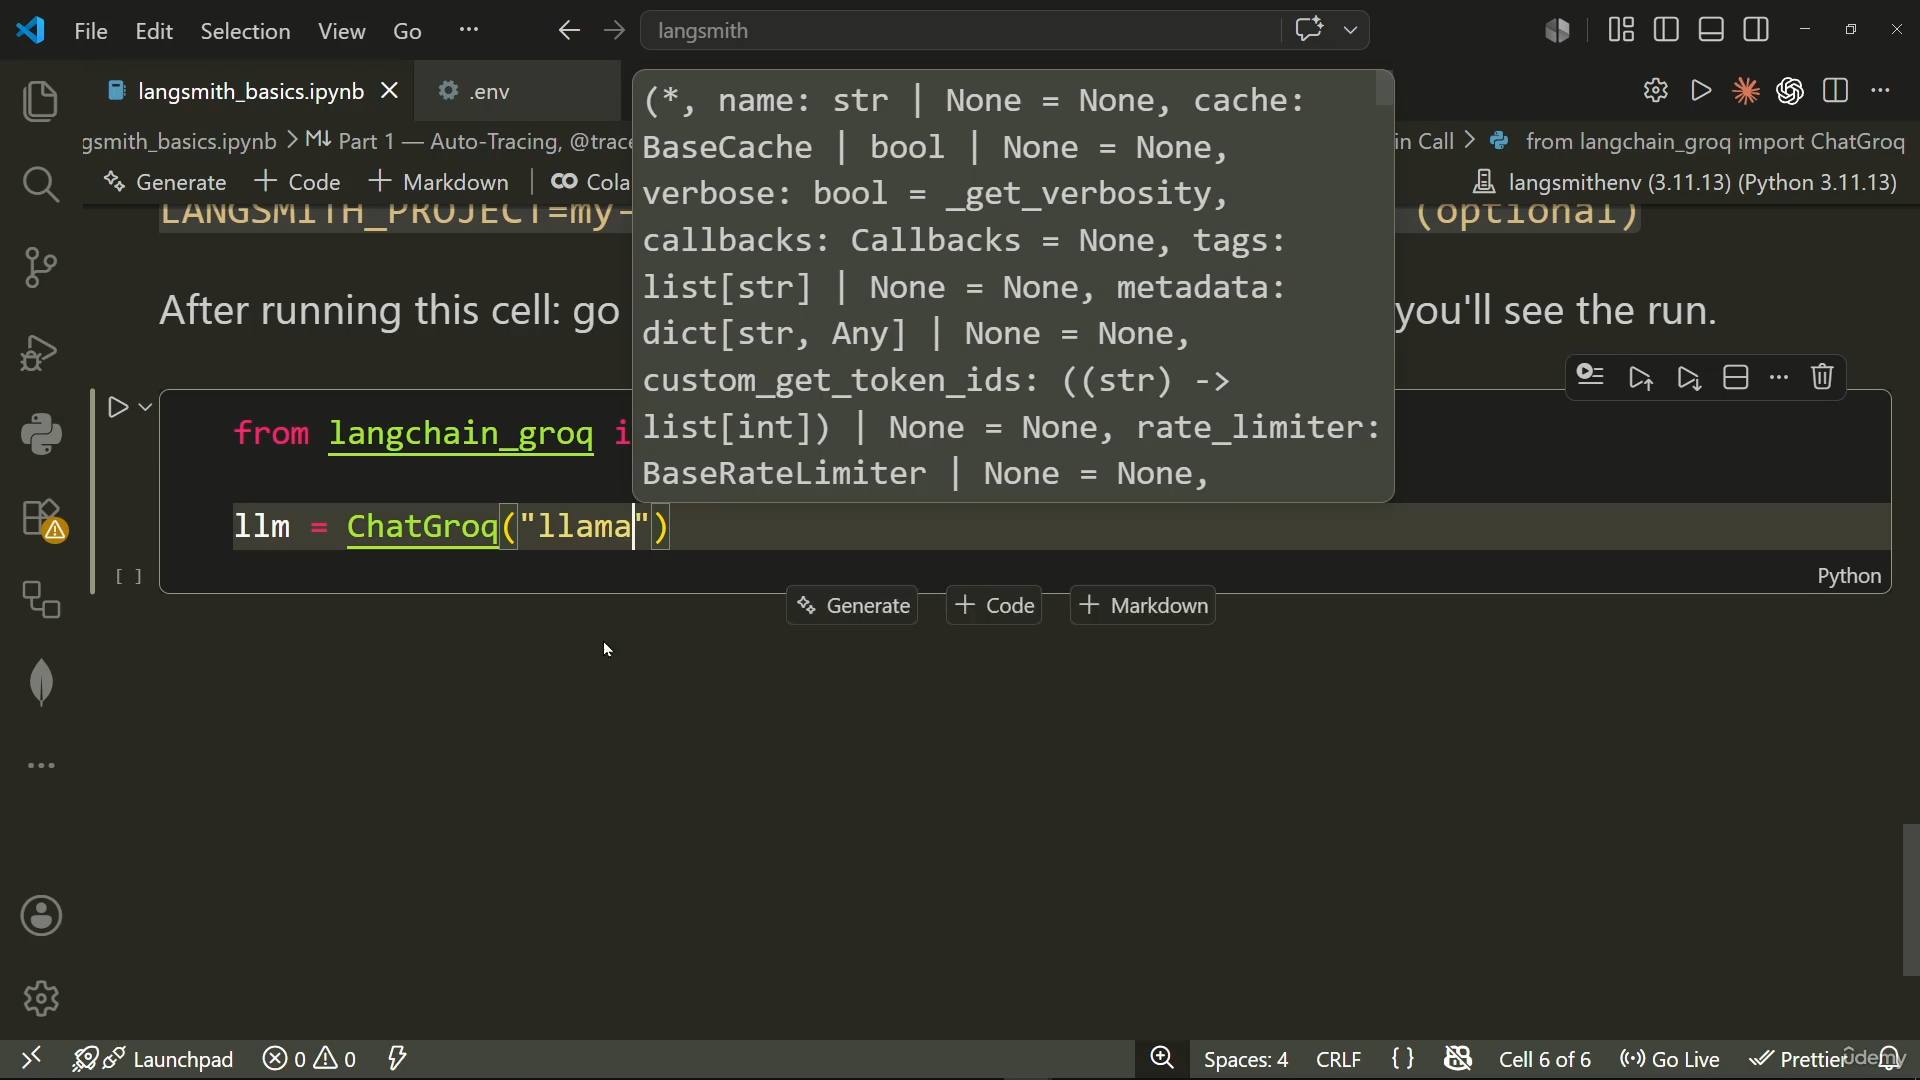 File Edit Selection View Go ··· langsmith
langsmith_basics.ipynb .env
gsmith_basics.ipynb > M↓ Part 1 — Auto-Tracing, @trace in Call > from langchain_groq import ChatGroq
Generate + Code + Markdown Cola langsmithenv (3.11.13) (Python 3.11.13)
(*, name: str | None = None, cache:
BaseCache | bool | None = None,
verbose: bool = _get_verbosity,
callbacks: Callbacks = None, tags:
list[str] | None = None, metadata:
dict[str, Any] | None = None,
custom_get_token_ids: ((str) ->
list[int]) | None = None, rate_limiter:
BaseRateLimiter | None = None,
LANGSMITH_PROJECT=my- (optional)
After running this cell: go you'll see the run.
from langchain_groq i
llm = ChatGroq("llama")
[ ] Python
Generate + Code + Markdown
Launchpad 0 0 Spaces: 4 CRLF { } Cell 6 of 6 Go Live Prettier
ûdemy